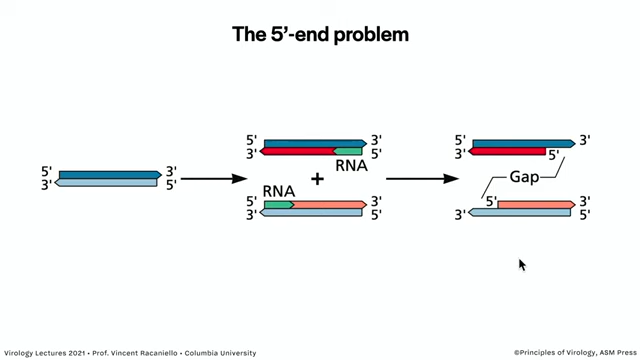 The 5'-end problem
5' 3'
3' 5'
5' 3'
3' 5'
RNA
+
RNA
5' 3'
3' 5'
5' 3'
3' 5'
Gap
5' 3'
3' 5'
Virology Lectures 2021 • Prof. Vincent Racaniello • Columbia University
©Principles of Virology, ASM Press